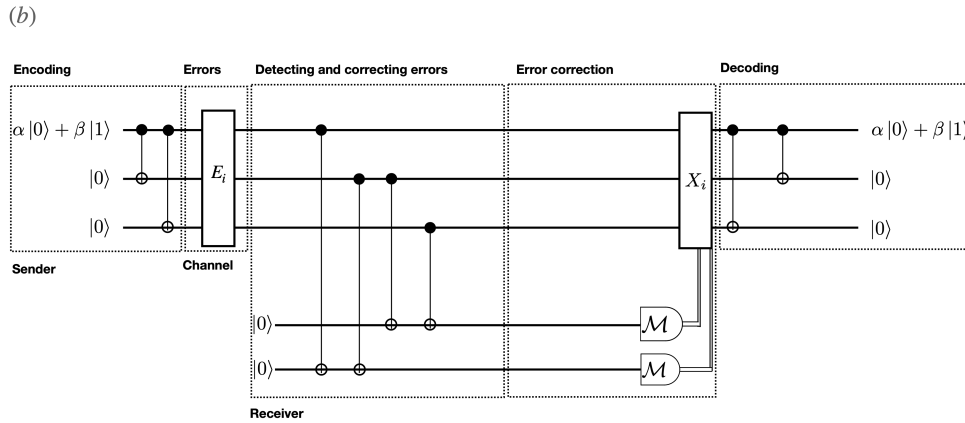 (b)
Encoding Errors Detecting and correcting errors Error correction Decoding
α|0⟩ + β|1⟩ α|0⟩ + β|1⟩
|0⟩ E_i X_i |0⟩
|0⟩ |0⟩
Sender Channel
|0⟩ M
|0⟩ M
Receiver